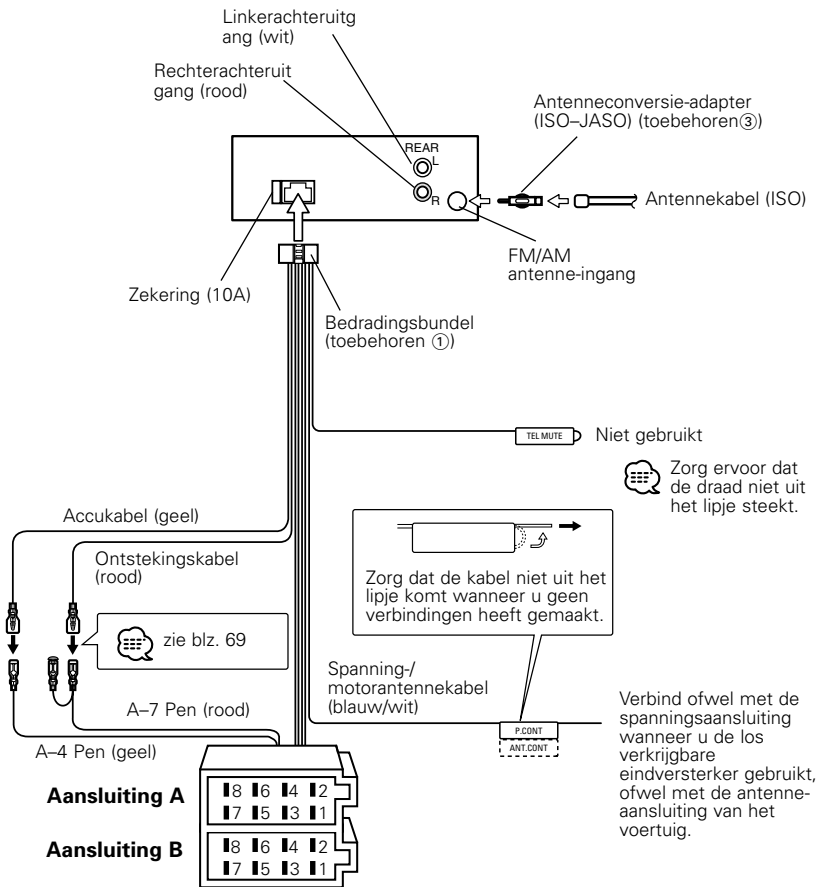 Linkerachteruitg
ang (wit)
Rechterachteruit
gang (rood)
Antenneconversie-adapter
(ISO–JASO) (toebehoren③)
REAR
L
R
Antennekabel (ISO)
FM/AM
antenne-ingang
Zekering (10A)
Bedradingsbundel
(toebehoren ①)
TEL MUTE
Niet gebruikt
Zorg ervoor dat
de draad niet uit
het lipje steekt.
Accukabel (geel)
Ontstekingskabel
(rood)
Zorg dat de kabel niet uit het
lipje komt wanneer u geen
verbindingen heeft gemaakt.
zie blz. 69
Spanning-/
motorantennekabel
(blauw/wit)
A–7 Pen (rood)
A–4 Pen (geel)
P.CONT
ANT.CONT
Verbind ofwel met de
spanningsaansluiting
wanneer u de los
verkrijgbare
eindversterker gebruikt,
ofwel met de antenne-
aansluiting van het
voertuig.
Aansluiting A
8 6 4 2
7 5 3 1
Aansluiting B
8 6 4 2
7 5 3 1